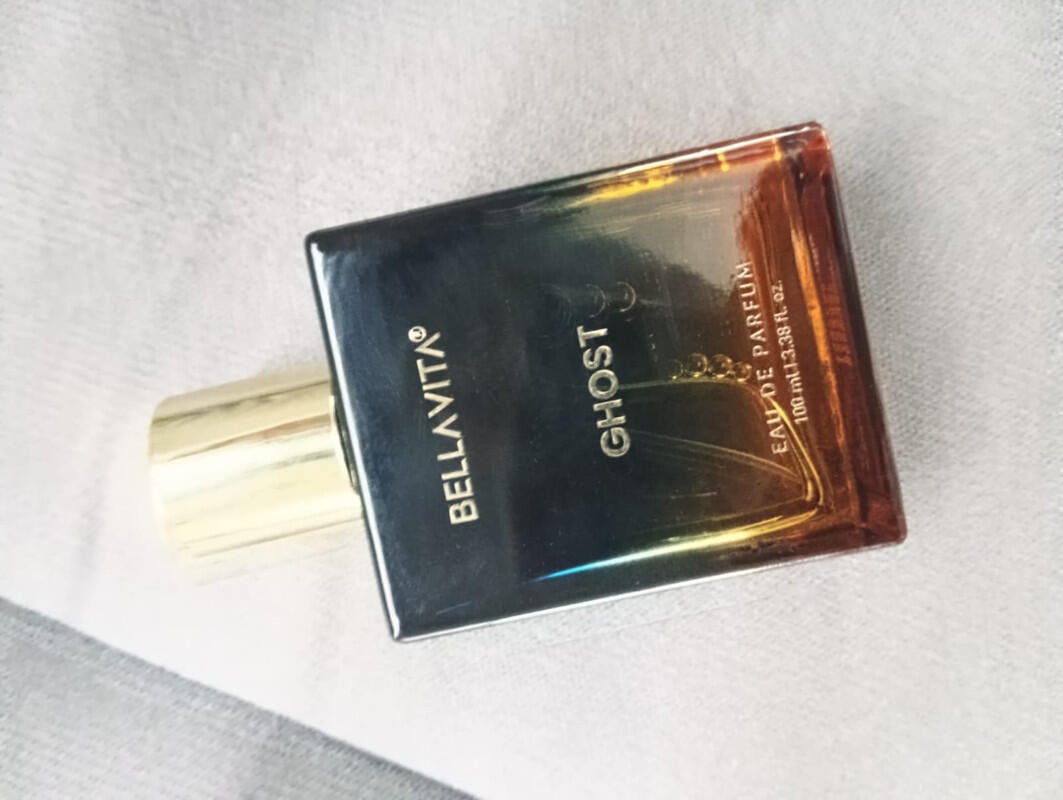 BELLAVITA®
GHOST
EAU DE PARFUM
100 ml | 3.38 fl. oz.